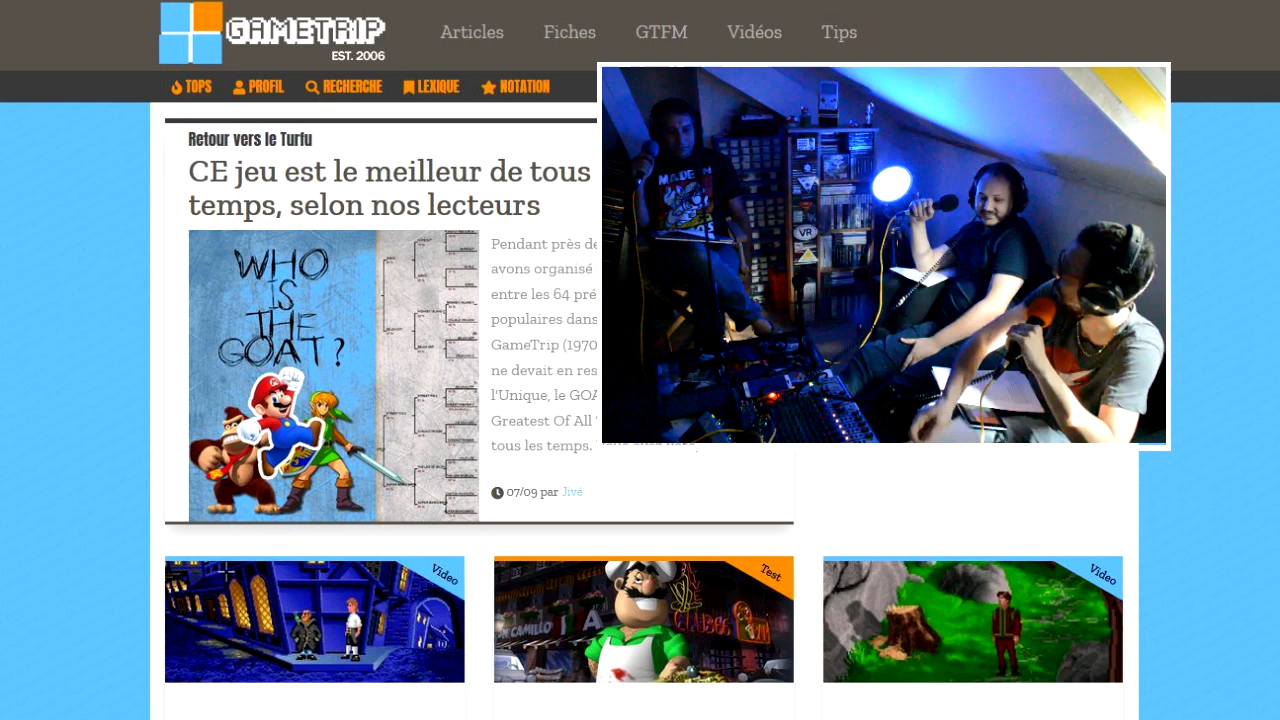 GAMETRIP
EST. 2006
Articles Fiches GTFM Vidéos Tips
TOPS PROFIL RECHERCHE LEXIQUE NOTATION
Retour vers le Turfu
CE jeu est le meilleur de tous
temps, selon nos lecteurs
WHO
IS
THE
GOAT?
Pendant près de
avons organisé
entre les 64 pré
populaires dans
GameTrip (1970
ne devait en res
l'Unique, le GOA
Greatest Of All
tous les temps.
07/09 par Jivé
MADE IN
VR
Video
Test
Video
CAMILLO
CLUB66